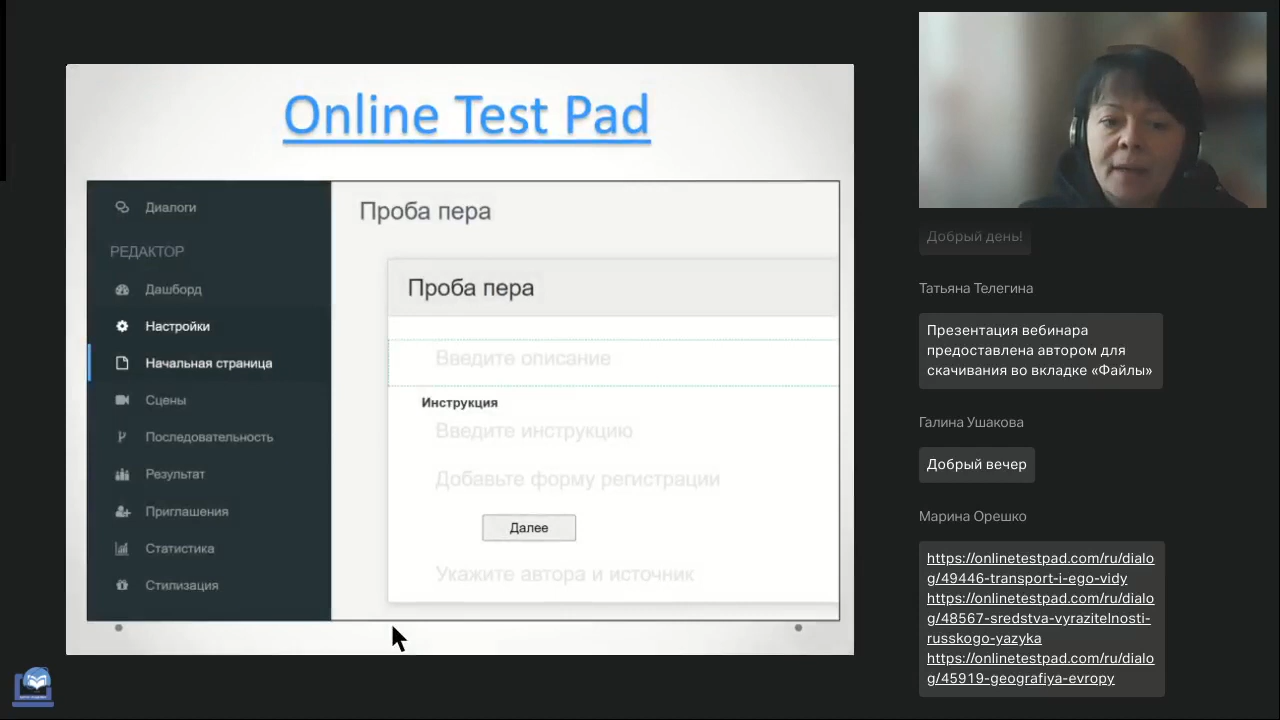 Online Test Pad
Диалоги
РЕДАКТОР
Дашборд
Настройки
Начальная страница
Сцены
Последовательность
Результат
Приглашения
Статистика
Стилизация
Проба пера
Проба пера
Введите описание
Инструкция
Введите инструкцию
Добавьте форму регистрации
Далее
Укажите автора и источник
Добрый день!
Татьяна Телегина
Презентация вебинара
предоставлена автором для
скачивания во вкладке «Файлы»
Галина Ушакова
Добрый вечер
Марина Орешко
https://onlinetestpad.com/ru/dialo
g/49446-transport-i-ego-vidy
https://onlinetestpad.com/ru/dialo
g/48567-sredstva-vyrazitelnosti-
russkogo-yazyka
https://onlinetestpad.com/ru/dialo
g/45919-geografiya-evropy